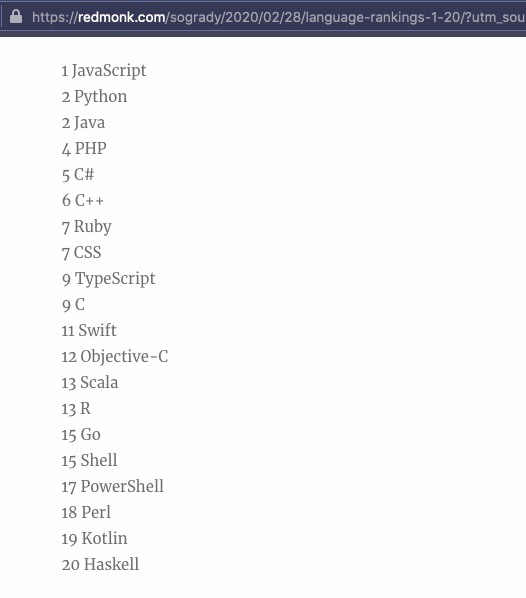 https://redmonk.com/sogrady/2020/02/28/language-rankings-1-20/?utm_sou
1 JavaScript
2 Python
2 Java
4 PHP
5 C#
6 C++
7 Ruby
7 CSS
9 TypeScript
9 C
11 Swift
12 Objective-C
13 Scala
13 R
15 Go
15 Shell
17 PowerShell
18 Perl
19 Kotlin
20 Haskell